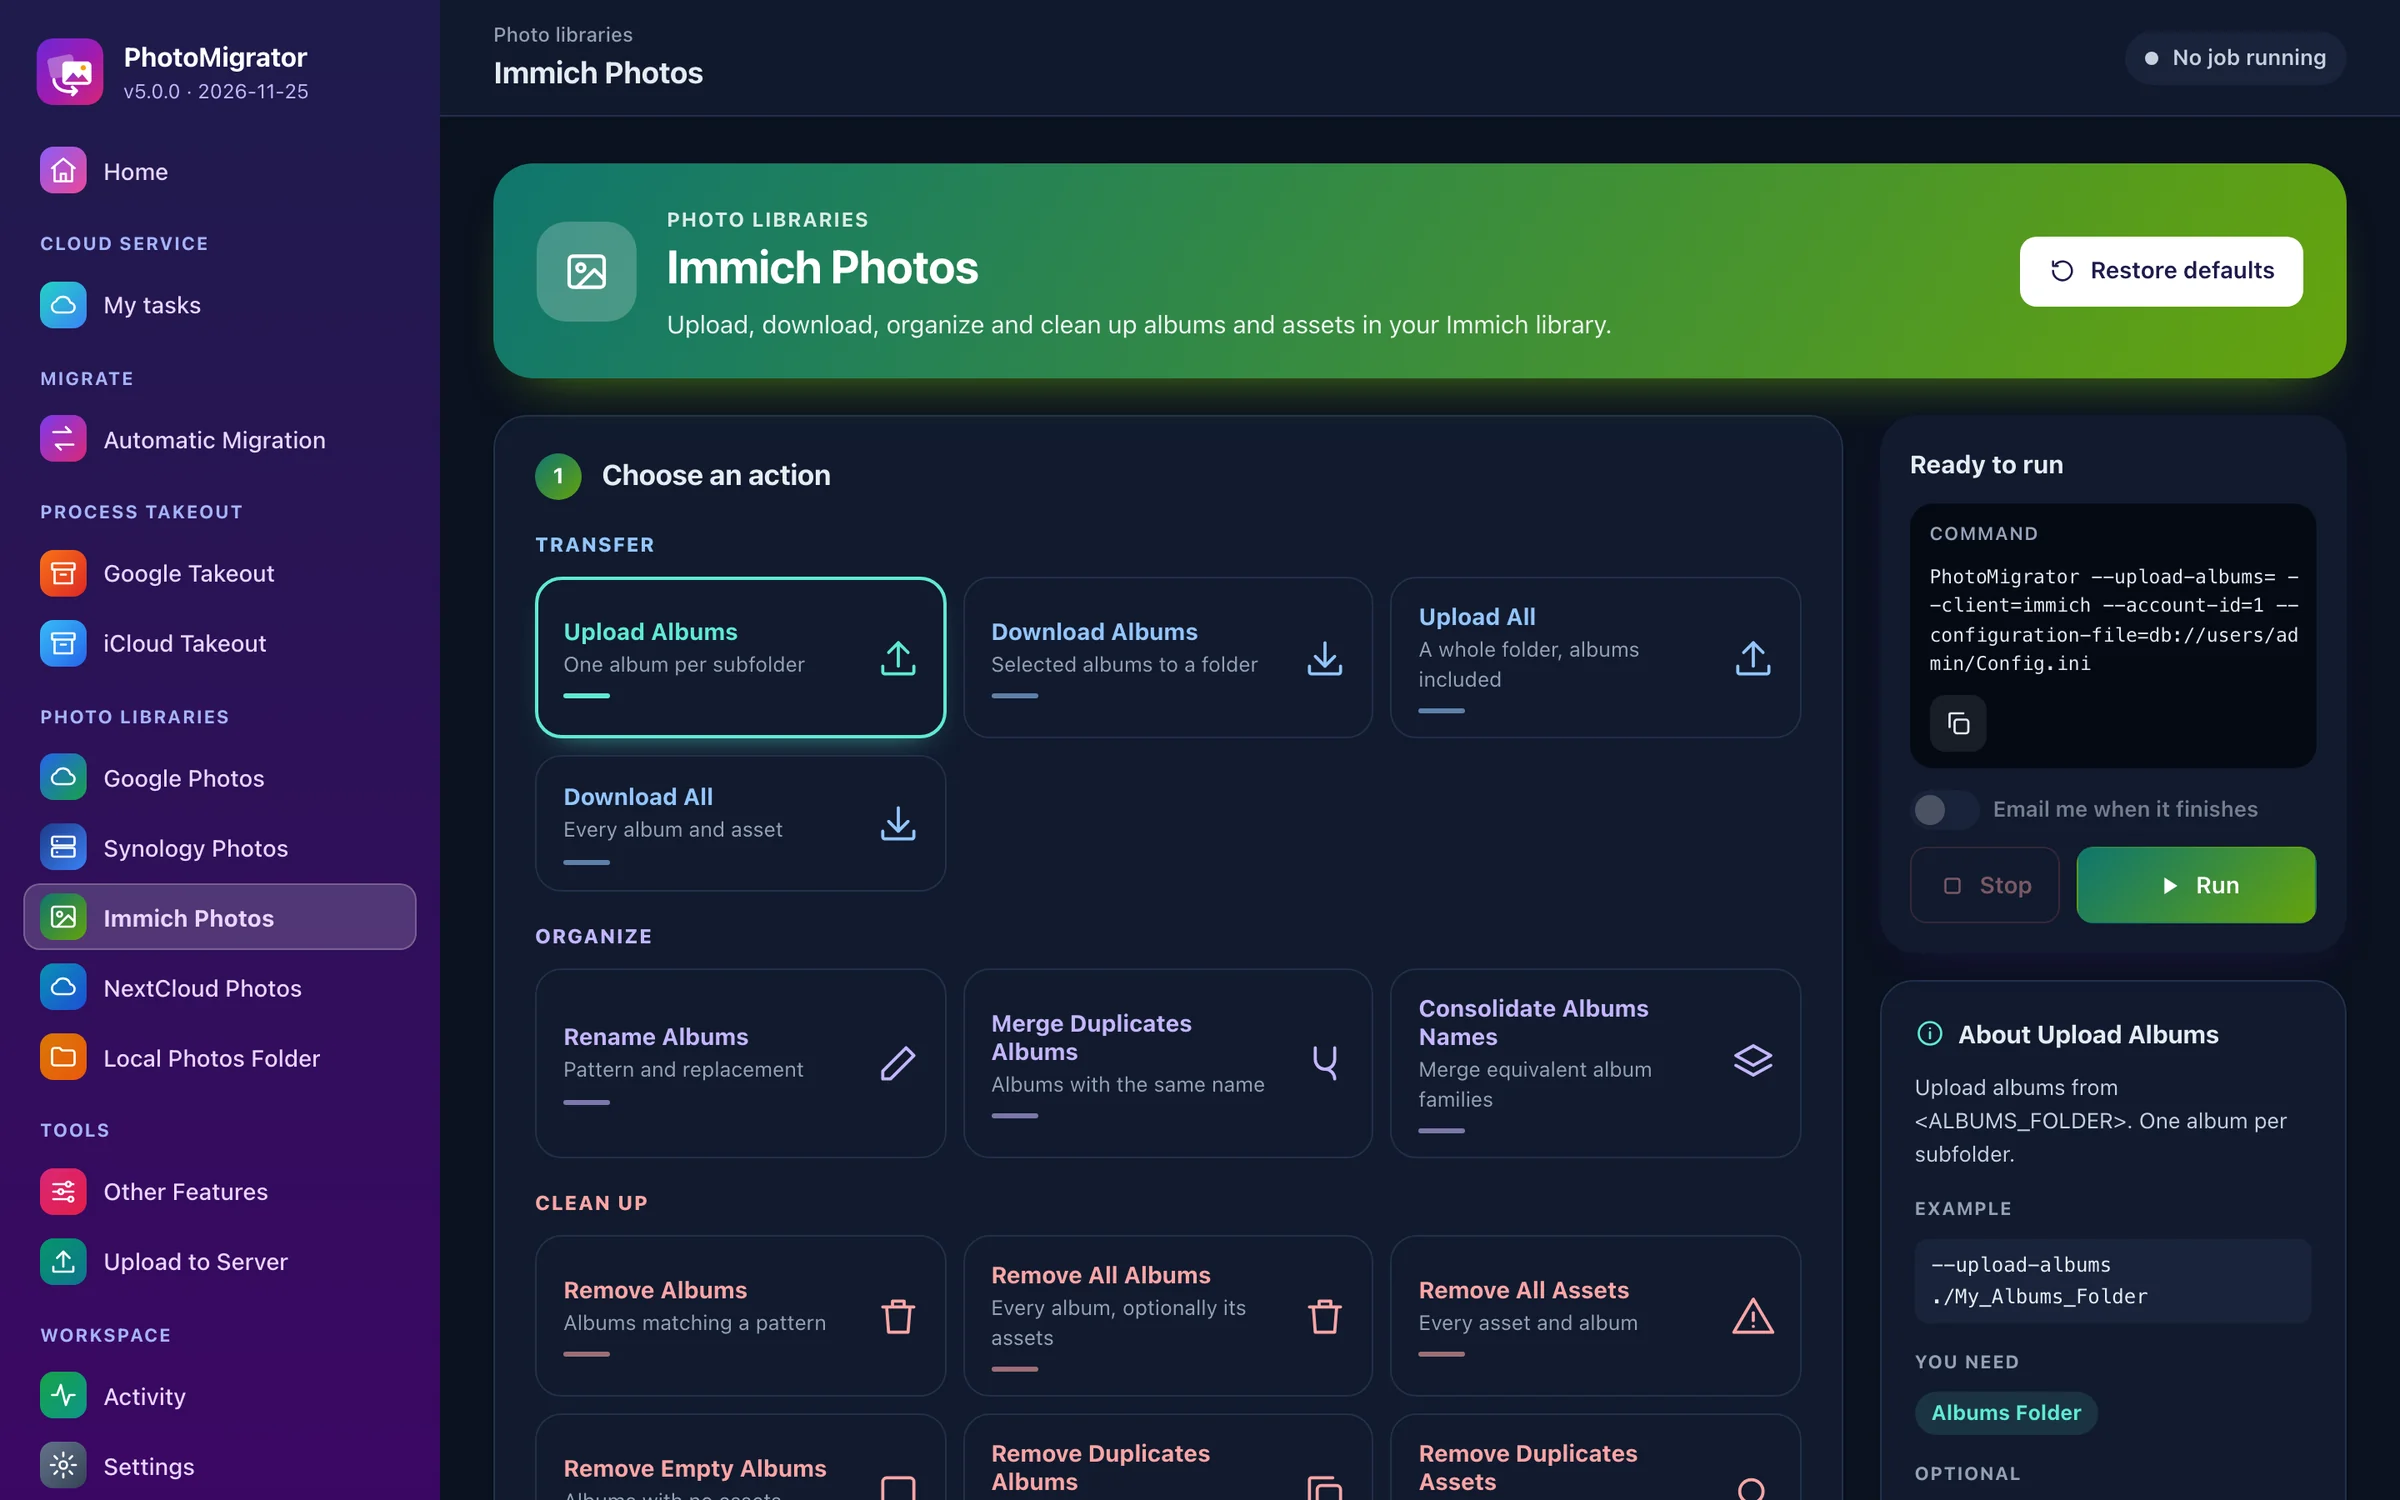 PhotoMigrator
v5.0.0 · 2026-11-25
Home
CLOUD SERVICE
My tasks
MIGRATE
Automatic Migration
PROCESS TAKEOUT
Google Takeout
iCloud Takeout
PHOTO LIBRARIES
Google Photos
Synology Photos
Immich Photos
NextCloud Photos
Local Photos Folder
TOOLS
Other Features
Upload to Server
WORKSPACE
Activity
Settings
Photo libraries
Immich Photos
No job running
PHOTO LIBRARIES
Immich Photos
Upload, download, organize and clean up albums and assets in your Immich library.
Restore defaults
1 Choose an action
TRANSFER
Upload Albums
One album per subfolder
Download Albums
Selected albums to a folder
Upload All
A whole folder, albums
included
Download All
Every album and asset
ORGANIZE
Rename Albums
Pattern and replacement
Merge Duplicates
Albums
Albums with the same name
Consolidate Albums
Names
Merge equivalent album
families
CLEAN UP
Remove Albums
Albums matching a pattern
Remove All Albums
Every album, optionally its
assets
Remove All Assets
Every asset and album
Remove Empty Albums
Albums with no assets
Remove Duplicates
Albums
Remove Duplicates
Assets
Ready to run
COMMAND
PhotoMigrator --upload-albums= -
-client=immich --account-id=1 --
configuration-file=db://users/ad
min/Config.ini
Email me when it finishes
Stop
Run
About Upload Albums
Upload albums from
<ALBUMS_FOLDER>. One album per
subfolder.
EXAMPLE
--upload-albums
./My_Albums_Folder
YOU NEED
Albums Folder
OPTIONAL